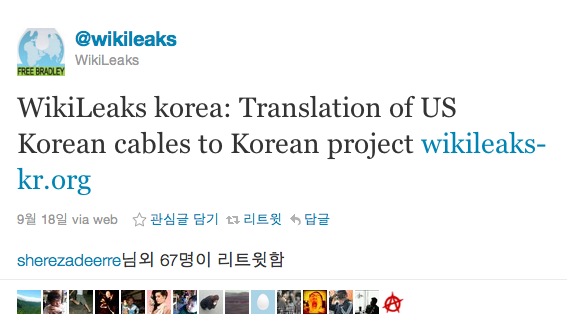 @wikileaks
WikiLeaks
FREE BRADLEY
WikiLeaks korea: Translation of US
Korean cables to Korean project wikileaks-
kr.org
9월 18일 via web 관심글 담기 리트윗 답글
sherezadeerre님외 67명이 리트윗함